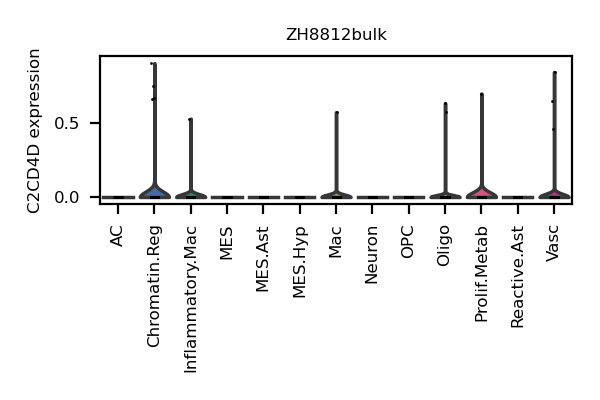 ZH8812bulk
C2CD4D expression
0.5
0.0
AC
Chromatin.Reg
Inflammatory.Mac
MES
MES.Ast
MES.Hyp
Mac
Neuron
OPC
Oligo
Prolif.Metab
Reactive.Ast
Vasc